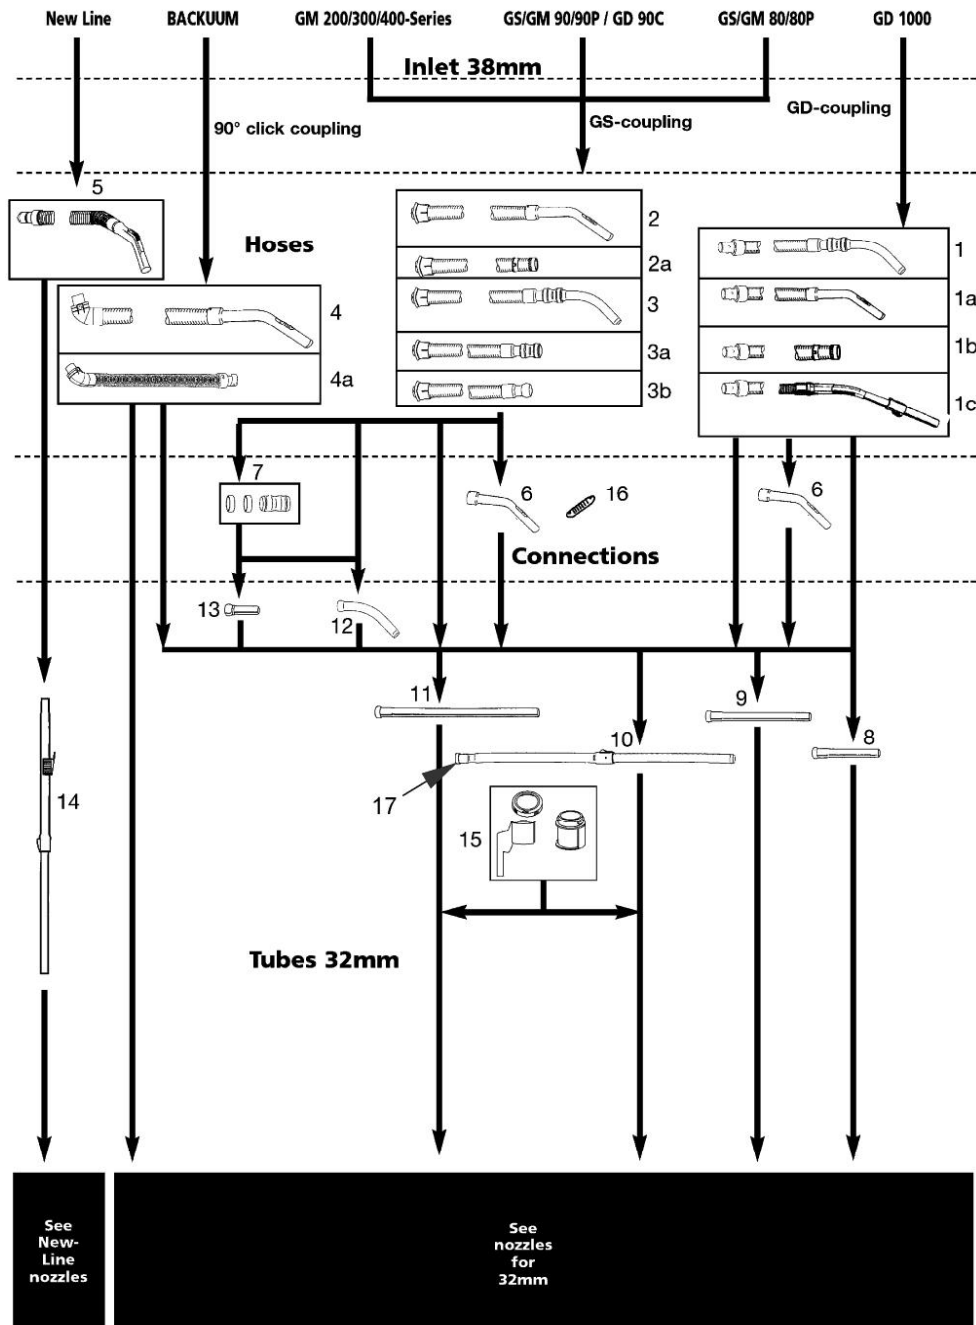 New Line
BACKUUM
GM 200/300/400-Series
GS/GM 90/90P / GD 90C
GS/GM 80/80P
GD 1000
Inlet 38mm
90° click coupling
GS-coupling
GD-coupling
5
Hoses
2
2a
3
3a
3b
1
1a
1b
1c
4
4a
7
6
16
6
Connections
13
12
11
9
10
8
17
14
15
Tubes 32mm
See
New-
Line
nozzles
See
nozzles
for
32mm